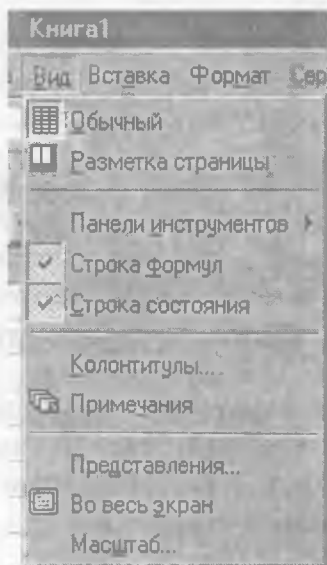 Книга1
Вид Вставка Формат Сер
Обычный
Разметка страницы
Панели инструментов
Строка формул
Строка состояния
Колонтитулы...
Примечания
Представления...
Во весь экран
Масштаб...